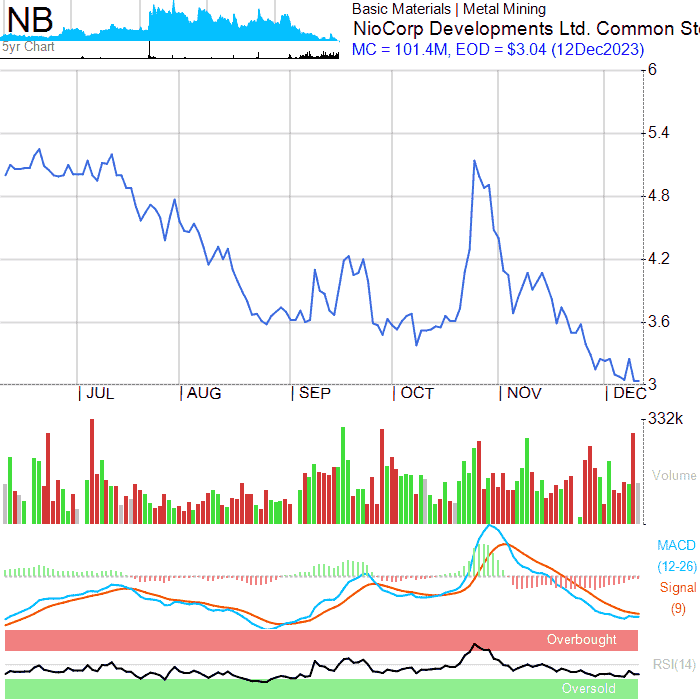 NB
5yr Chart
Basic Materials | Metal Mining
NioCorp Developments Ltd. Common Sto
MC = 101.4M, EOD = $3.04 (12Dec2023)
6
5.4
4.8
4.2
3.6
3
JUL AUG SEP OCT NOV DEC
332k
Volume
MACD
(12-26)
Signal
(9)
Overbought
RSI(14)
Oversold